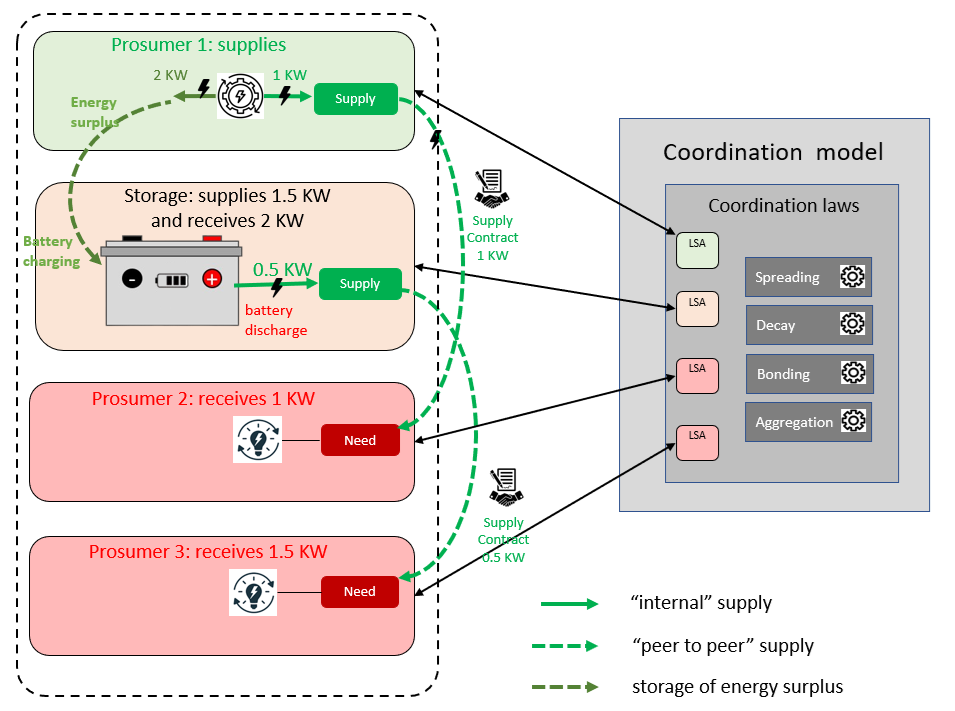 Prosumer 1: supplies
2 KW
1 KW
Supply
Energy
surplus
Storage: supplies 1.5 KW
and receives 2 KW
Battery
charging
-
+
0.5 KW
Supply
battery
discharge
Prosumer 2: receives 1 KW
Need
Prosumer 3: receives 1.5 KW
Need
Supply
Contract
1 KW
Supply
Contract
0.5 KW
Coordination model
Coordination laws
LSA
LSA
LSA
LSA
Spreading
Decay
Bonding
Aggregation
“internal” supply
“peer to peer” supply
storage of energy surplus